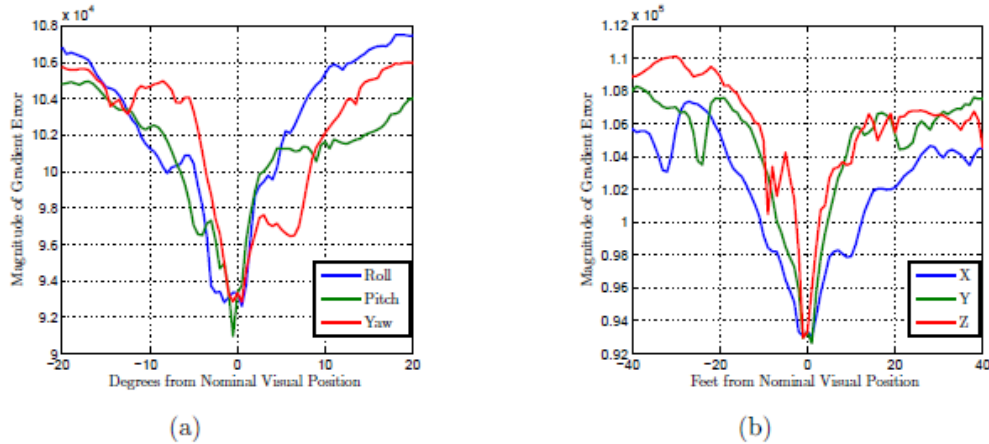 x 10^4
10.8
10.6
10.4
10.2
10
9.8
9.6
9.4
9.2
9
-20
-10
0
10
20
Magnitude of Gradient Error
Degrees from Nominal Visual Position
Roll
Pitch
Yaw
(a)
x 10^5
1.12
1.1
1.08
1.06
1.04
1.02
1
0.98
0.96
0.94
0.92
-40
-20
0
20
40
Magnitude of Gradient Error
Feet from Nominal Visual Position
X
Y
Z
(b)